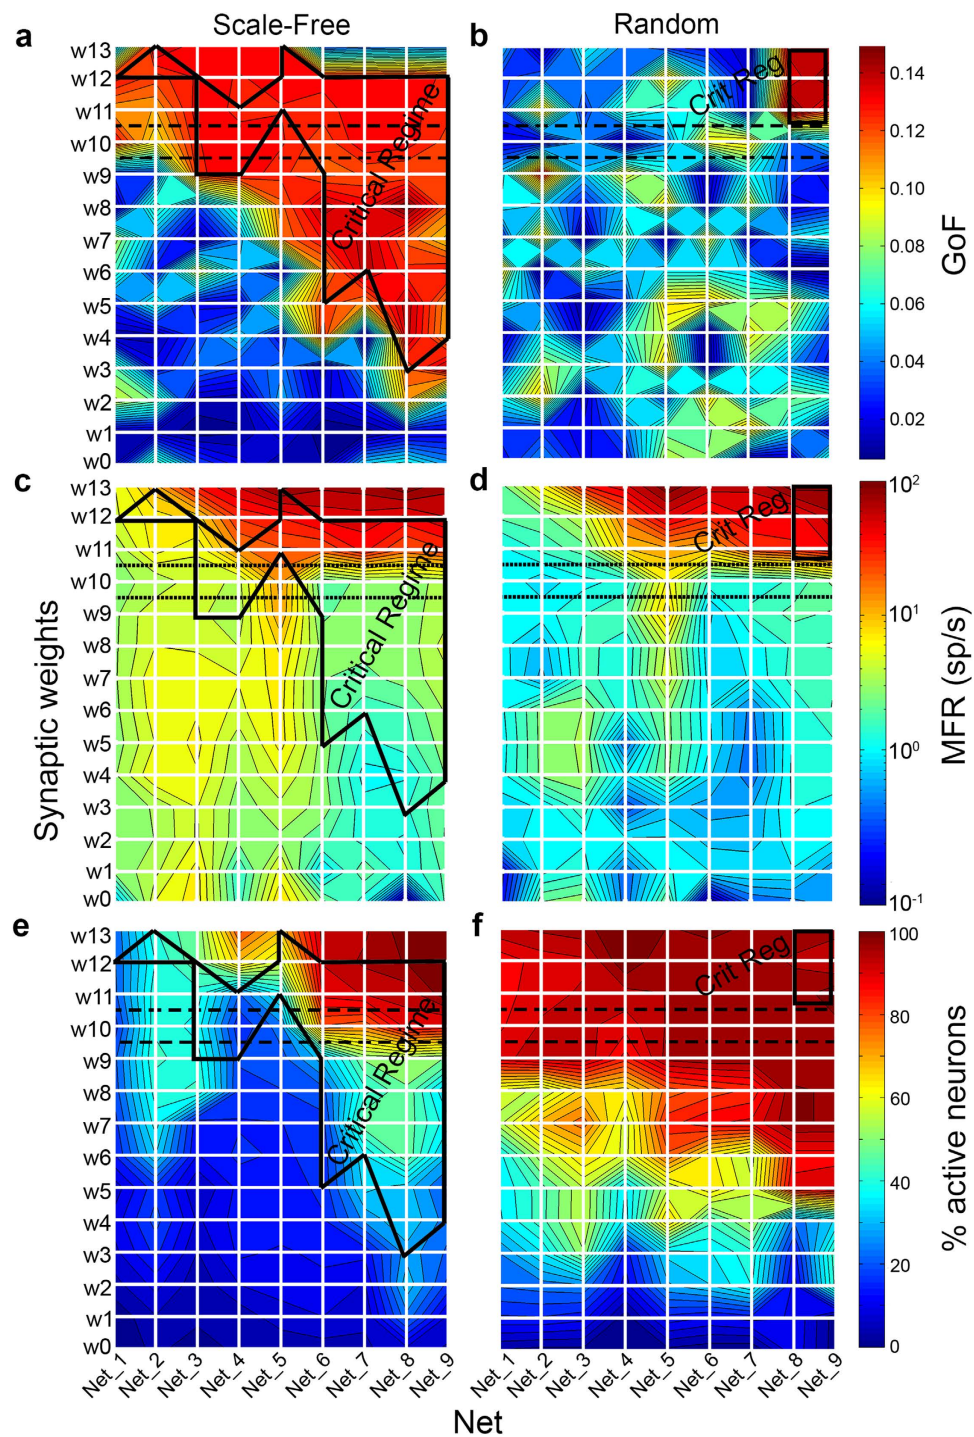 Scale-Free
Random
a
w13
w12
w11
w10
w9
w8
w7
w6
w5
w4
w3
w2
w1
w0
Critical Regime
b
Crit Reg
0.14
0.12
0.10
0.08
0.06
0.04
0.02
GoF
c
w13
w12
w11
w10
w9
w8
w7
w6
w5
w4
w3
w2
w1
w0
Critical Regime
Synaptic weights
d
Crit Reg
10²
10¹
10⁰
10⁻¹
MFR (sp/s)
e
w13
w12
w11
w10
w9
w8
w7
w6
w5
w4
w3
w2
w1
w0
Critical Regime
f
Crit Reg
100
80
60
40
20
0
% active neurons
Net_1
Net_2
Net_3
Net_4
Net_5
Net_6
Net_7
Net_8
Net_9
Net_1
Net_2
Net_3
Net_4
Net_5
Net_6
Net_7
Net_8
Net_9
Net